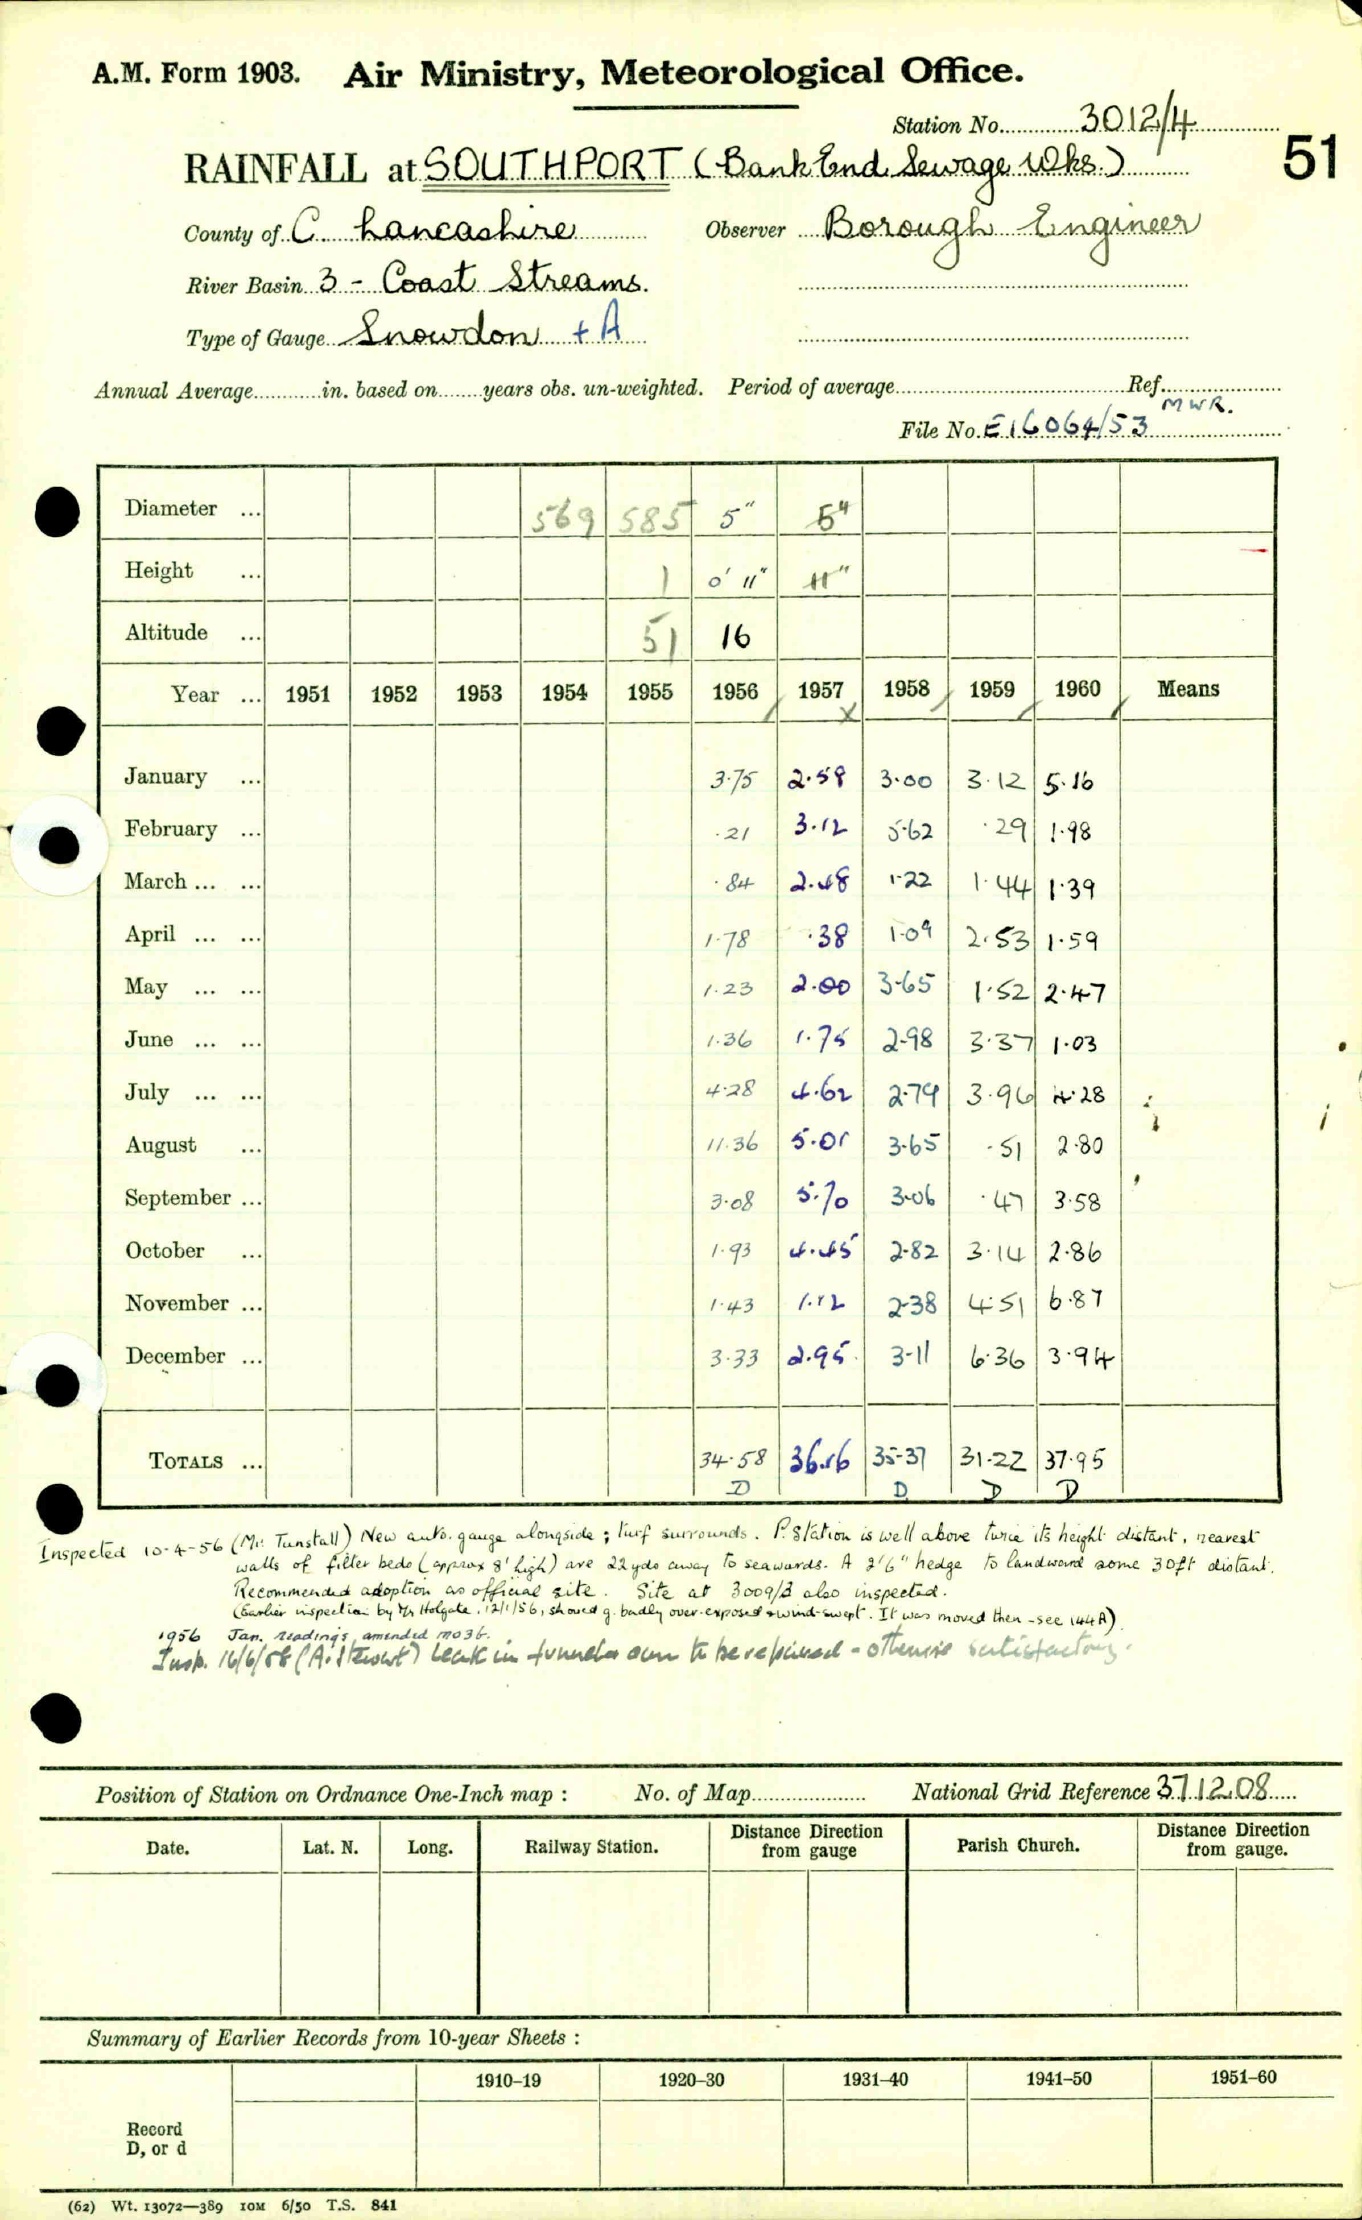 A.M. Form 1903. Air Ministry, Meteorological Office.
Station No. 3012/4
51
RAINFALL at SOUTHPORT (Bank End Sewage Wks.)
County of C. Lancashire Observer Borough Engineer
River Basin 3 - Coast Streams.
Type of Gauge Snowdon + A
Annual Average............in. based on........years obs. un-weighted. Period of average.......... Ref..........
MWR.
File No. E16064/53
Diameter ... 569 585 5" 5"
Height ... 1 0' 11" 11"
Altitude ... 51 16
Year ... 1951 1952 1953 1954 1955 1956 1957 1958 1959 1960 Means
January ... 3·75 2·58 3·00 3·12 5·16
February ... ·21 3·12 5·62 ·29 1·98
March ... ... ·84 2·48 1·22 1·44 1·39
April ... ... 1·78 ·38 1·09 2·53 1·59
May ... ... 1·23 2·00 3·65 1·52 2·47
June ... ... 1·36 1·75 2·98 3·37 1·03
July ... ... 4·28 4·62 2·79 3·96 4·28
August ... 11·36 5·01 3·65 ·51 2·80
September ... 3·08 5·70 3·06 ·47 3·58
October ... 1·93 4·45 2·82 3·14 2·86
November ... 1·43 1·12 2·38 4·51 6·87
December ... 3·33 2·95 3·11 6·36 3·94
TOTALS ... 34·58 36·16 35·37 31·22 37·95
D D D D
Inspected 10-4-56 (Mr. Tunstall) New auto. gauge alongside; turf surrounds. P. Station is well above twice its height distant, nearest
walls of filter beds (approx 8' high) are 22 yds away to seawards. A 2'6" hedge to landward some 30ft distant.
Recommended adoption as official site. Site at 3009/3 also inspected.
(Earlier inspection by Mr Holgate, 12/1/56, showed g. badly over-exposed & wind-swept. It was moved then - see 144A)
1956 Jan. readings amended mo3b.
Insp. 16/6/58 (A. Stewart) Leak in funnel to be repaired - otherwise satisfactory.
Position of Station on Ordnance One-Inch map : No. of Map.......... National Grid Reference 37.12.08
Date. Lat. N. Long. Railway Station. Distance Direction from gauge Parish Church. Distance Direction from gauge.
Summary of Earlier Records from 10-year Sheets :
1910–19 1920–30 1931–40 1941–50 1951–60
Record
D, or d
(62) Wt. 13072—389 10M 6/50 T.S. 841